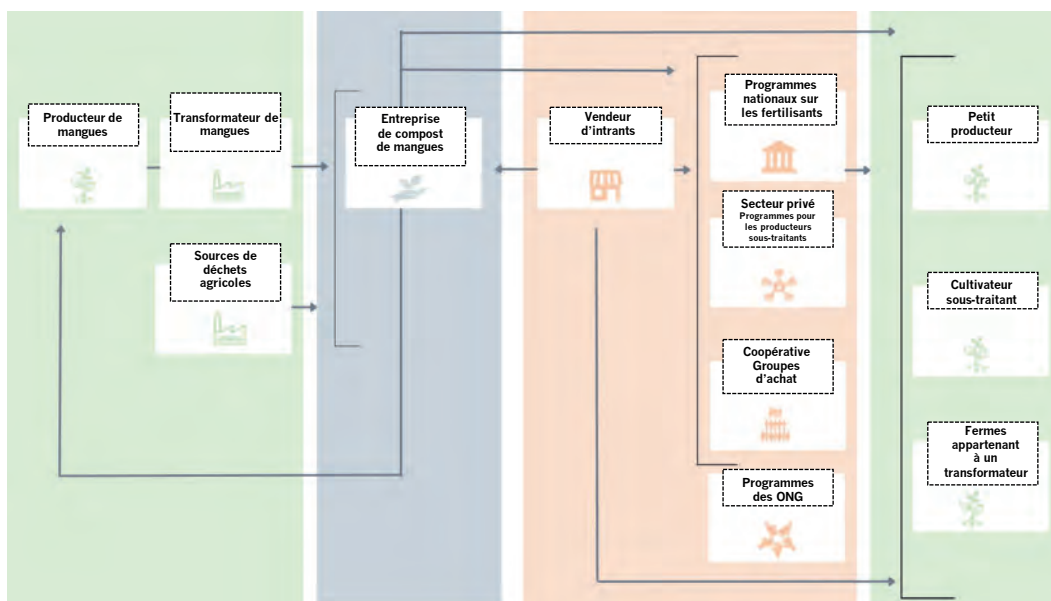 Producteur de
mangues
Transformateur de
mangues
Sources de
déchets
agricoles
Entreprise
de compost
de mangues
Vendeur
d'intrants
Programmes
nationaux sur
les fertilisants
Secteur privé
Programmes pour
les producteurs
sous-traitants
Coopérative
Groupes
d'achat
Programmes
des ONG
Petit
producteur
Cultivateur
sous-traitant
Fermes
appartenant
à un
transformateur